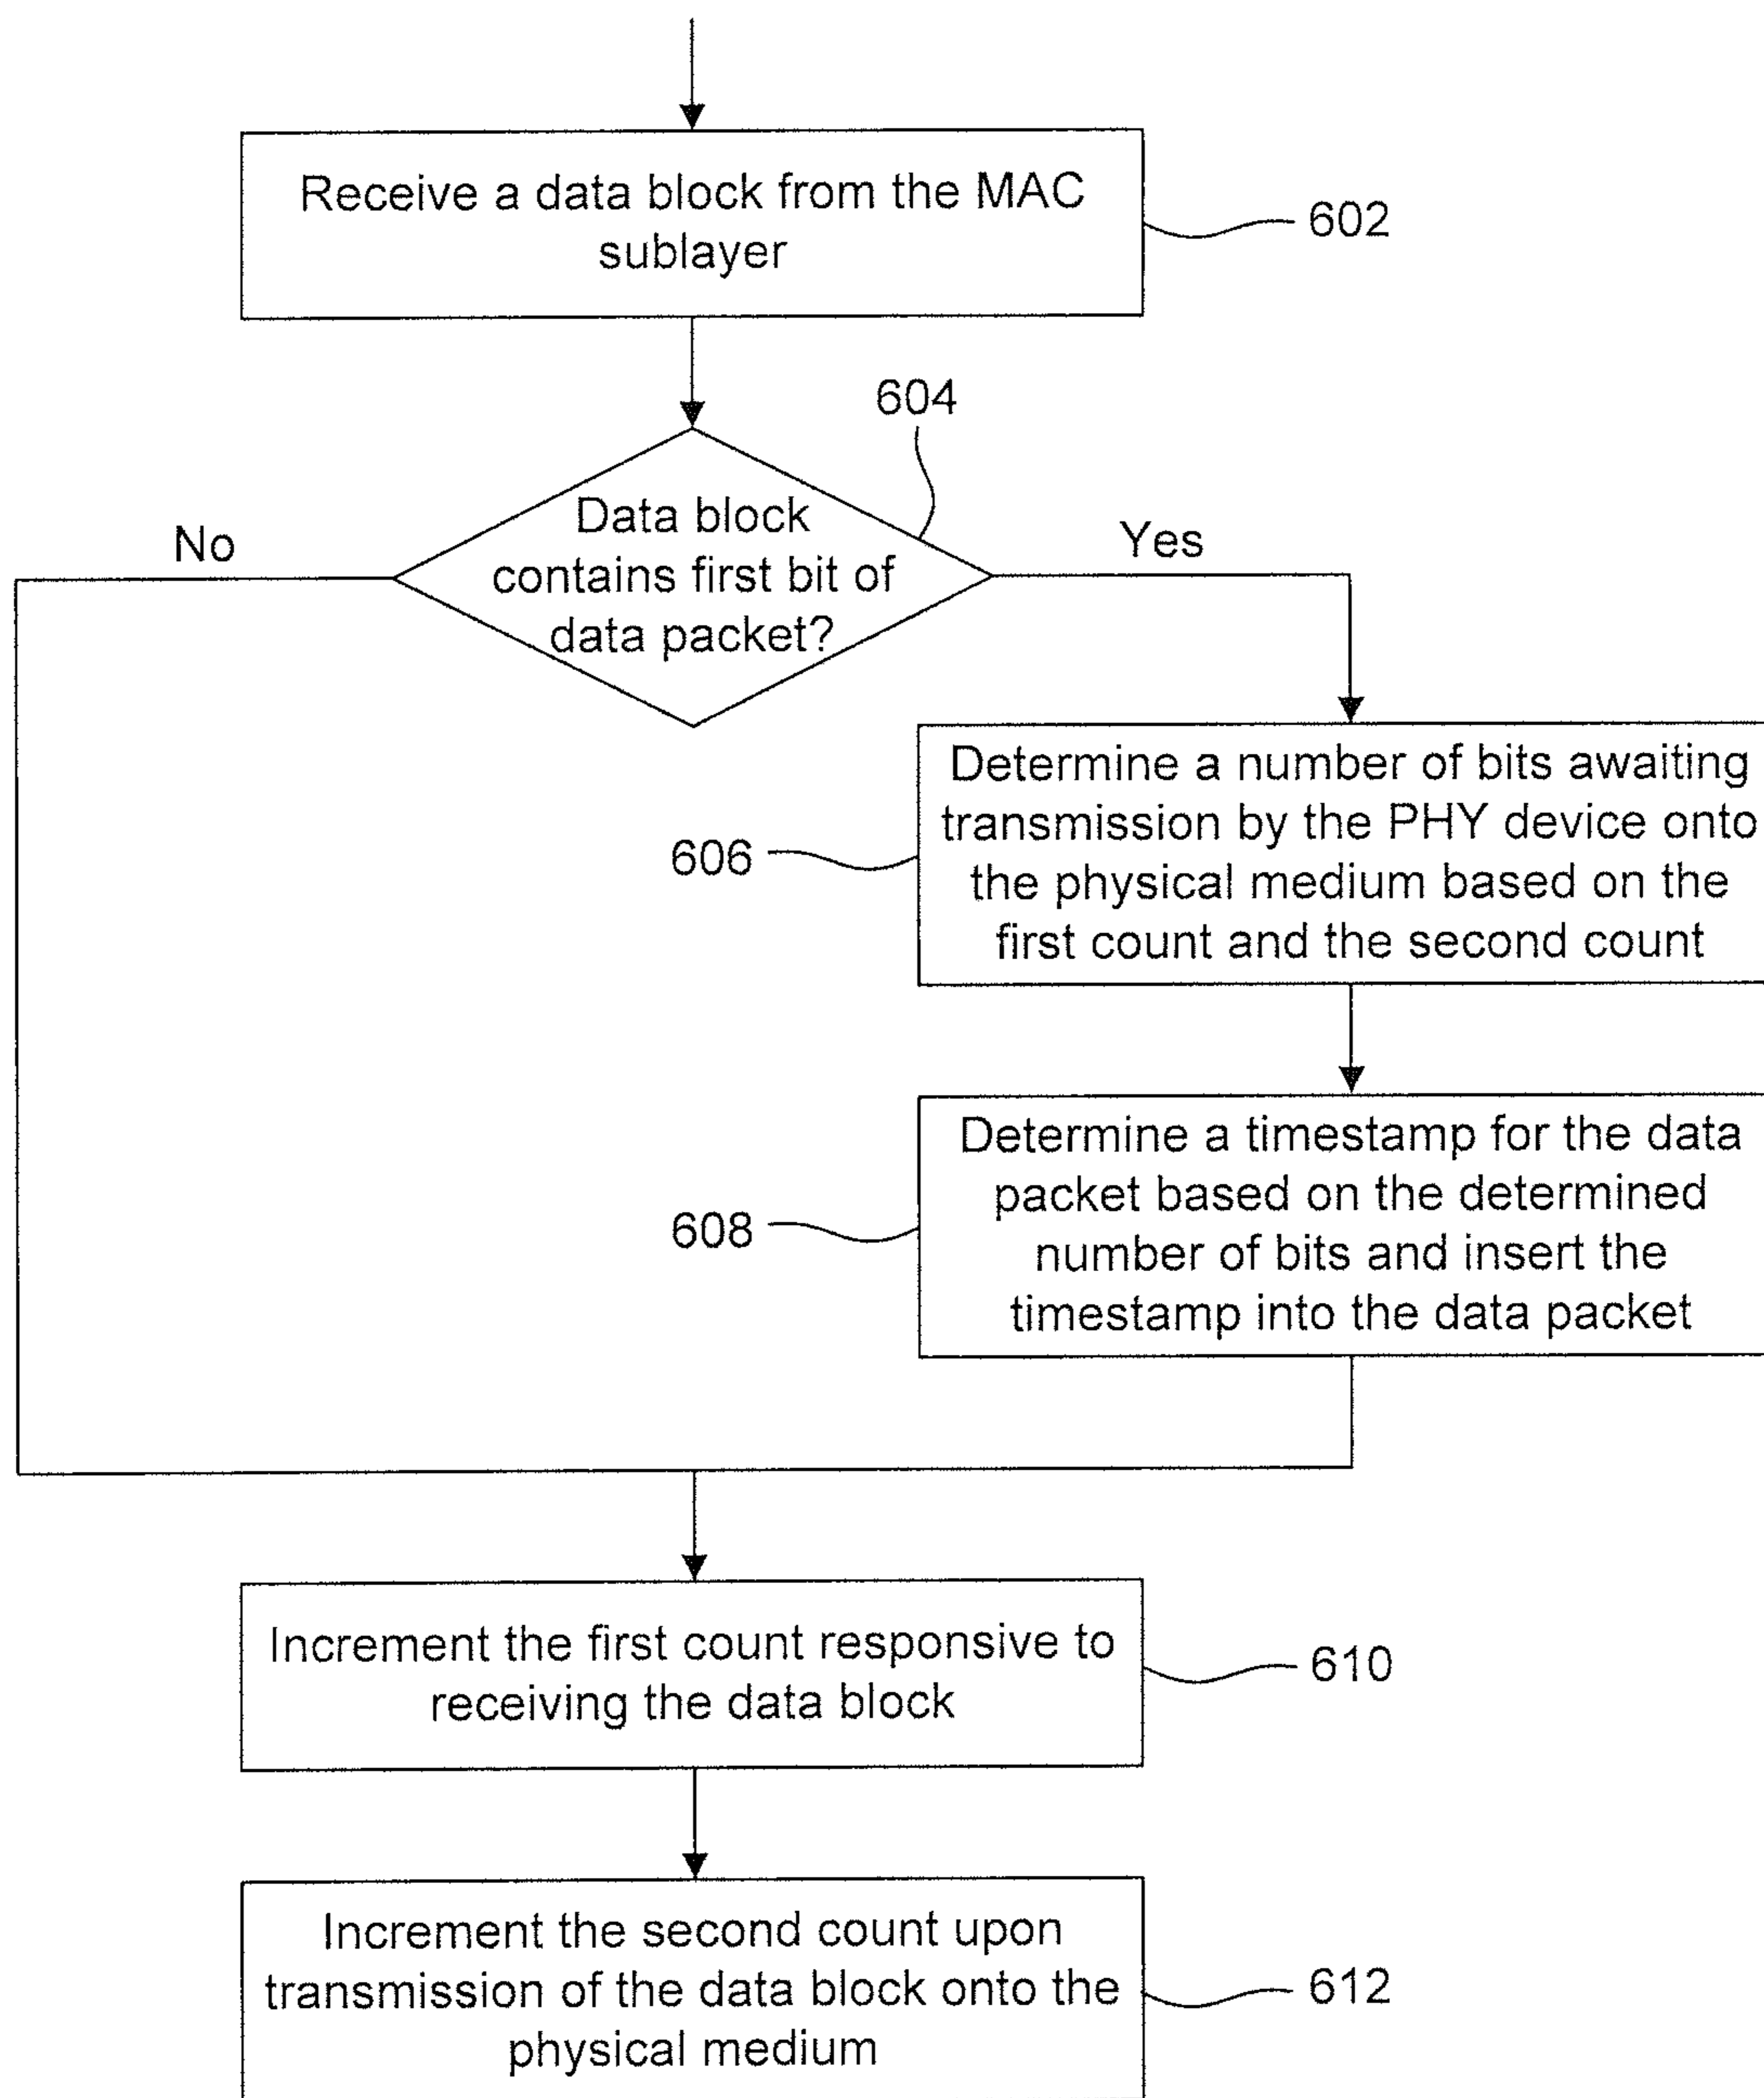 Receive a data block from the MAC
sublayer
602
604
Data block
contains first bit of
data packet?
No
Yes
Determine a number of bits awaiting
transmission by the PHY device onto
the physical medium based on the
first count and the second count
606
Determine a timestamp for the data
packet based on the determined
number of bits and insert the
timestamp into the data packet
608
Increment the first count responsive to
receiving the data block
610
Increment the second count upon
transmission of the data block onto the
physical medium
612